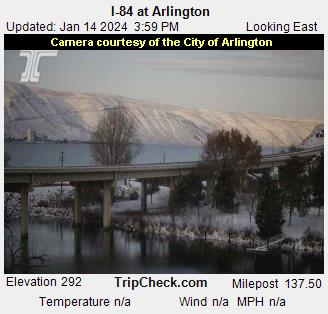 I-84 at Arlington
Updated: Jan 14 2024 3:59 PM Looking East
Camera courtesy of the City of Arlington
Elevation 292 TripCheck.com Milepost 137.50
Temperature n/a Wind n/a MPH n/a